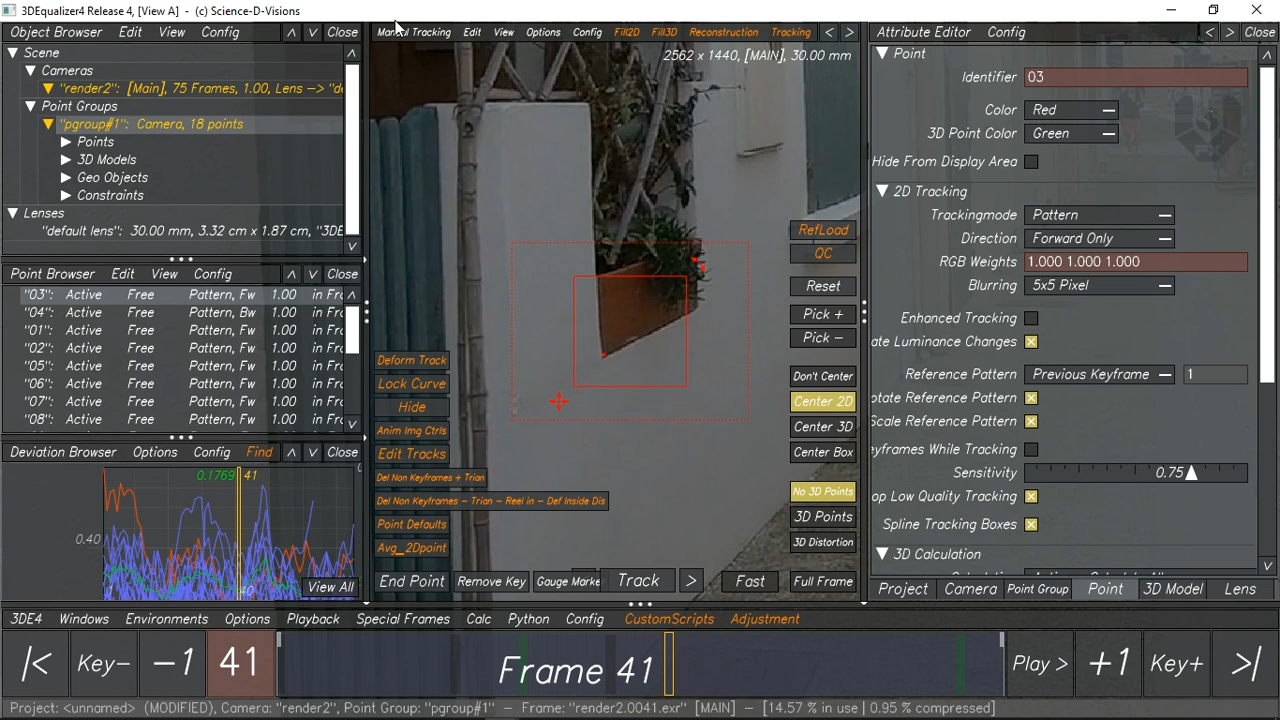 3DEqualizer4 Release 4, [View A] - (c) Science-D-Visions
Object Browser Edit View Config Close
Scene
Cameras
"render2": [Main], 75 Frames, 1.00, Lens -> "de
Point Groups
"pgroup#1": Camera, 18 points
Points
3D Models
Geo Objects
Constraints
Lenses
"default lens": 30.00 mm, 3.32 cm x 1.87 cm, "3DE
Point Browser Edit View Config Close
"03": Active Free Pattern, Fw 1.00 in Fr
"04": Active Free Pattern, Bw 1.00 in Fr
"01": Active Free Pattern, Fw 1.00 in Fr
"02": Active Free Pattern, Fw 1.00 in Fr
"05": Active Free Pattern, Fw 1.00 in Fr
"06": Active Free Pattern, Fw 1.00 in Fr
"07": Active Free Pattern, Fw 1.00 in Fr
"08": Active Free Pattern, Fw 1.00 in Fr
Deviation Browser Options Config Find Close
0.1769 41
0.40
View All
Tracking Edit View Options Config Fill2D Fill3D Reconstruction Tracking < >
2562 x 1440, [MAIN], 30.00 mm
RefLoad
QC
Reset
Pick +
Pick -
Don't Center
Center 2D
Center 3D
Center Box
No 3D Points
3D Points
3D Distortion
Deform Track
Lock Curve
Hide
Anim Img Ctrls
Edit Tracks
Del Non Keyframes + Trian
Del Non Keyframes - Trian - Reel in - Def Inside Dis
Point Defaults
Avg_2Dpoint
End Point Remove Key Gauge Marke Track > Fast Full Frame
Attribute Editor Config < > Close
Point
Identifier 03
Color Red
3D Point Color Green
Hide From Display Area
2D Tracking
Trackingmode Pattern
Direction Forward Only
RGB Weights 1.000 1.000 1.000
Blurring 5x5 Pixel
Enhanced Tracking
ate Luminance Changes
Reference Pattern Previous Keyframe 1
otate Reference Pattern
Scale Reference Pattern
eyframes While Tracking
Sensitivity 0.75
op Low Quality Tracking
Spline Tracking Boxes
3D Calculation
Project Camera Point Group Point 3D Model Lens
3DE4 Windows Environments Options Playback Special Frames Calc Python Config CustomScripts Adjustment
|< Key- -1 41 Frame 41 Play > +1 Key+ >|
Project: <unnamed> (MODIFIED), Camera: "render2", Point Group: "pgroup#1" - Frame: "render2.0041.exr" [MAIN] - [14.57 % in use | 0.95 % compressed]